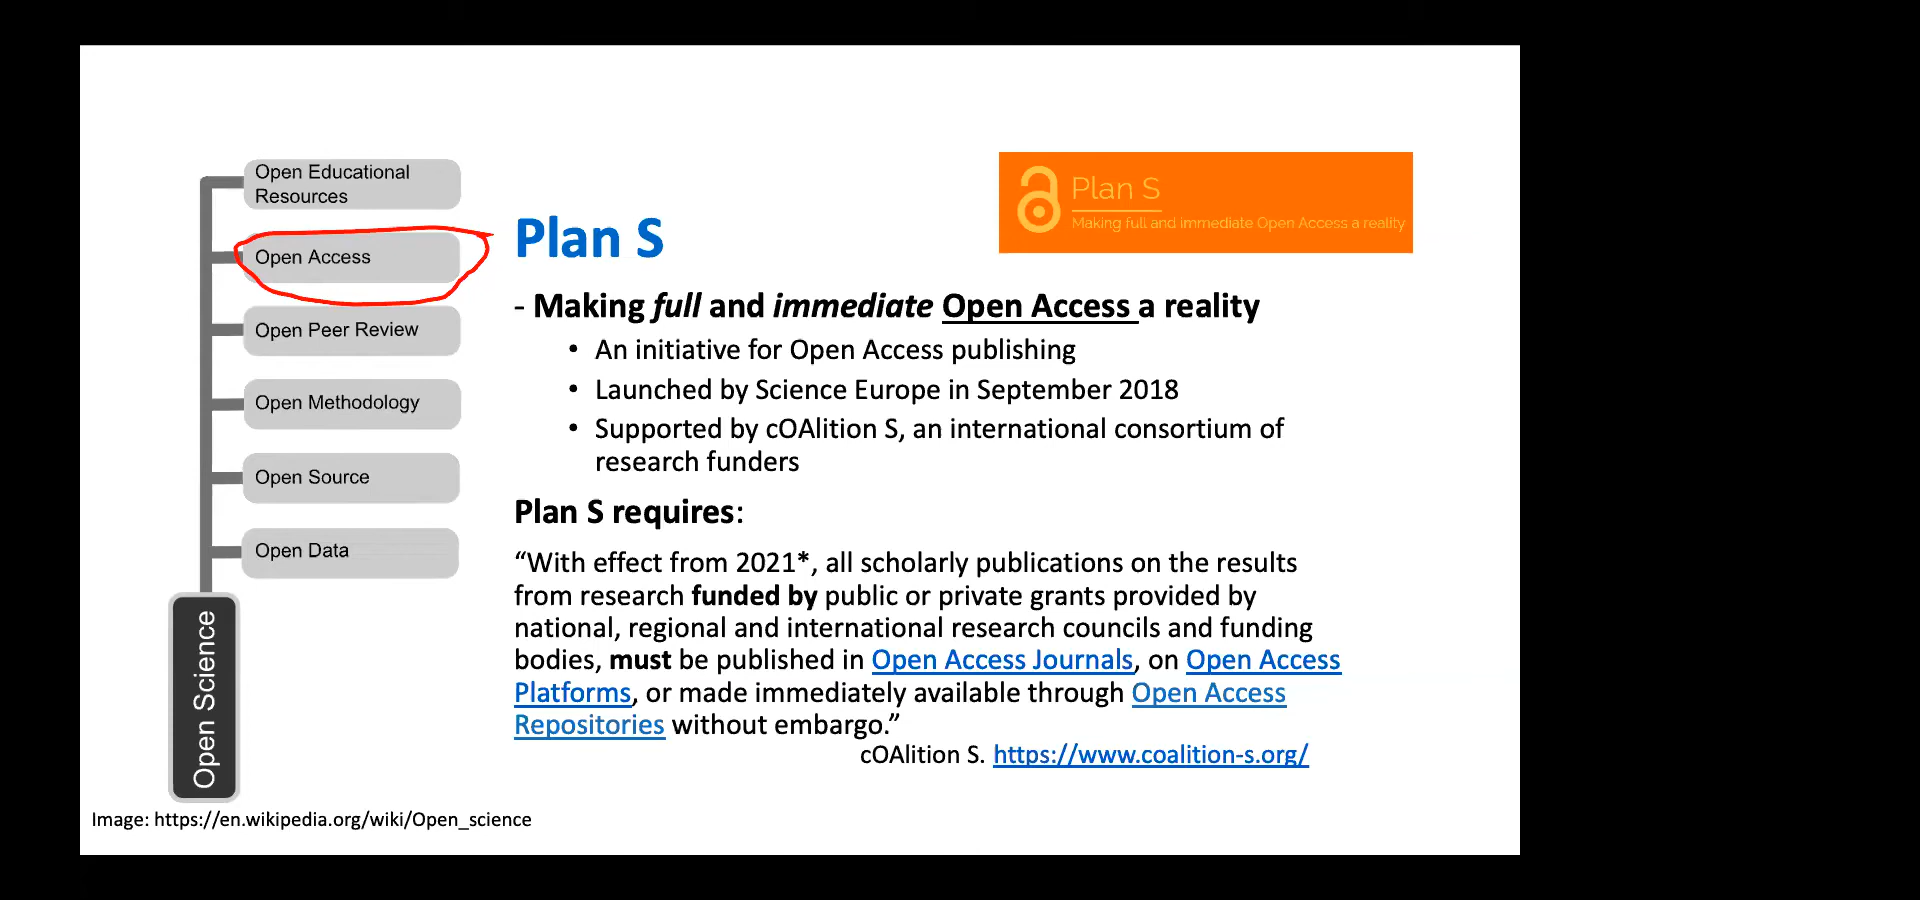 Open Educational
Resources
Open Access
Open Peer Review
Open Methodology
Open Source
Open Data
Open Science
Image: https://en.wikipedia.org/wiki/Open_science
Plan S
Making full and immediate Open Access a reality
Plan S
- Making full and immediate Open Access a reality
• An initiative for Open Access publishing
• Launched by Science Europe in September 2018
• Supported by cOAlition S, an international consortium of
research funders
Plan S requires:
“With effect from 2021*, all scholarly publications on the results
from research funded by public or private grants provided by
national, regional and international research councils and funding
bodies, must be published in Open Access Journals, on Open Access
Platforms, or made immediately available through Open Access
Repositories without embargo.”
cOAlition S. https://www.coalition-s.org/